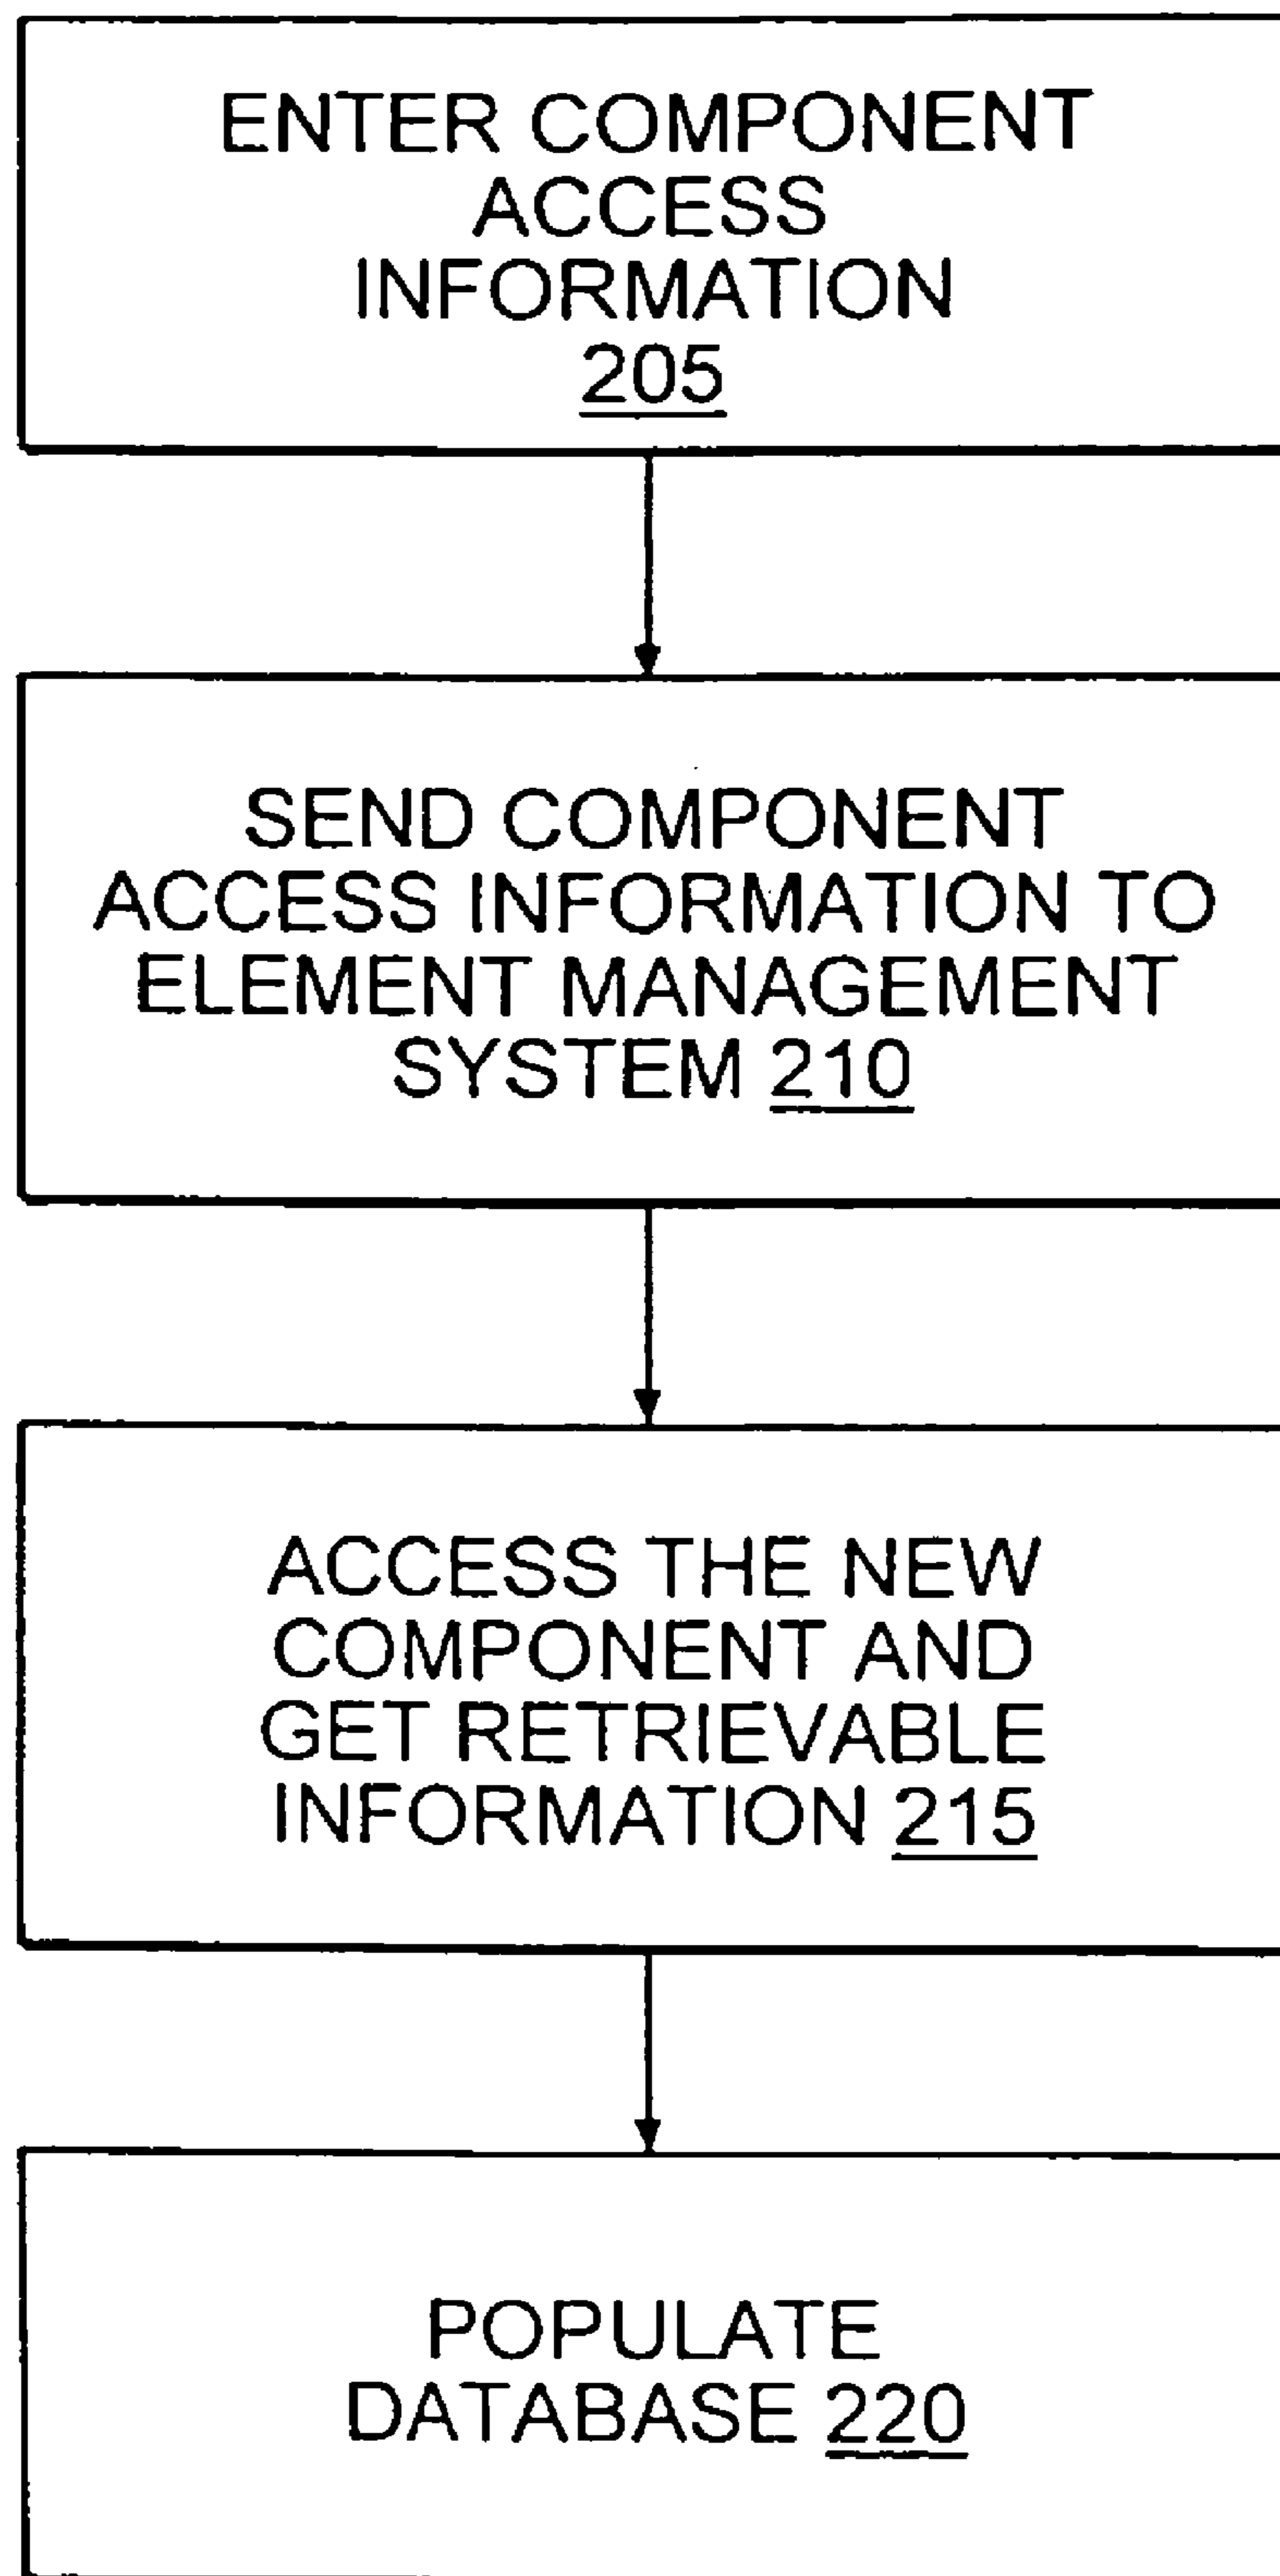 ENTER COMPONENT
ACCESS
INFORMATION
205
SEND COMPONENT
ACCESS INFORMATION TO
ELEMENT MANAGEMENT
SYSTEM 210
ACCESS THE NEW
COMPONENT AND
GET RETRIEVABLE
INFORMATION 215
POPULATE
DATABASE 220